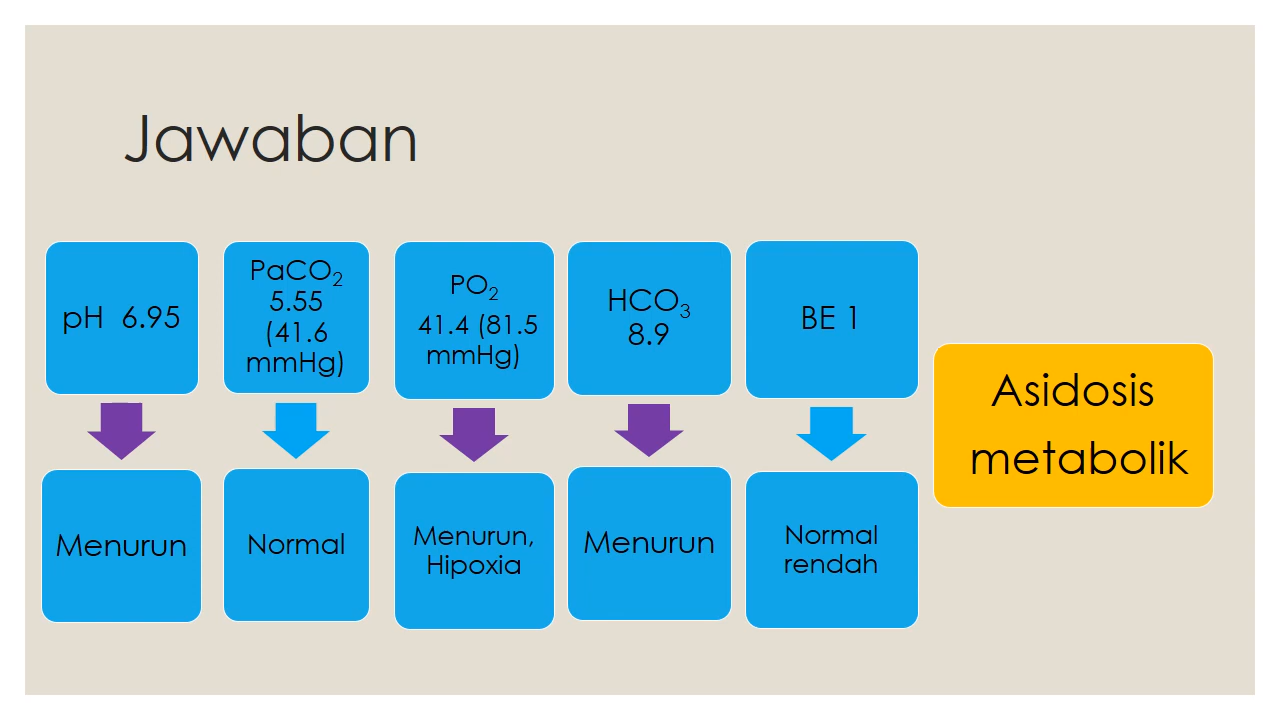 Jawaban
pH 6.95
PaCO₂
5.55
(41.6
mmHg)
PO₂
41.4 (81.5
mmHg)
HCO₃
8.9
BE 1
Menurun
Normal
Menurun,
Hipoxia
Menurun
Normal
rendah
Asidosis
metabolik